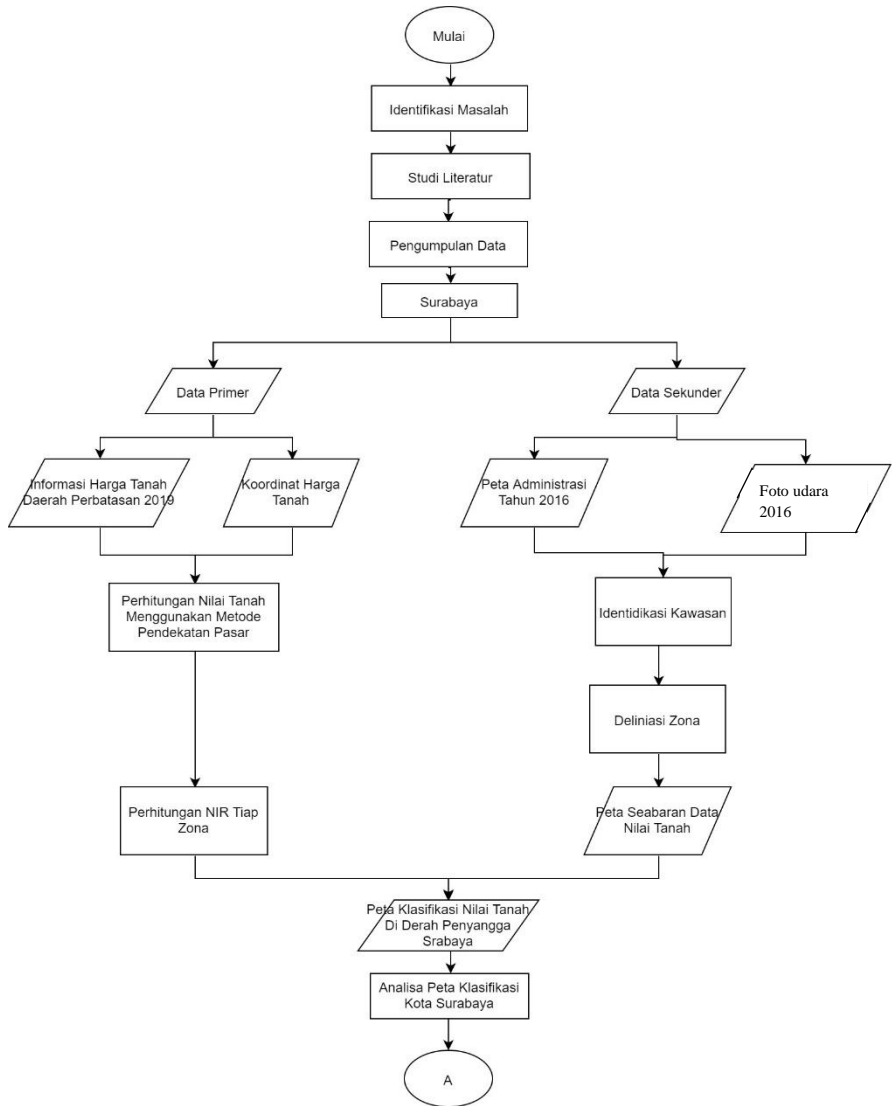 Mulai
Identifikasi Masalah
Studi Literatur
Pengumpulan Data
Surabaya
Data Primer
Data Sekunder
Informasi Harga Tanah
Daerah Perbatasan 2019
Koordinat Harga
Tanah
Peta Administrasi
Tahun 2016
Foto udara
2016
Perhitungan Nilai Tanah
Menggunakan Metode
Pendekatan Pasar
Identidikasi Kawasan
Deliniasi Zona
Perhitungan NIR Tiap
Zona
Peta Seabaran Data
Nilai Tanah
Peta Klasifikasi Nilai Tanah
Di Derah Penyangga
Srabaya
Analisa Peta Klasifikasi
Kota Surabaya
A